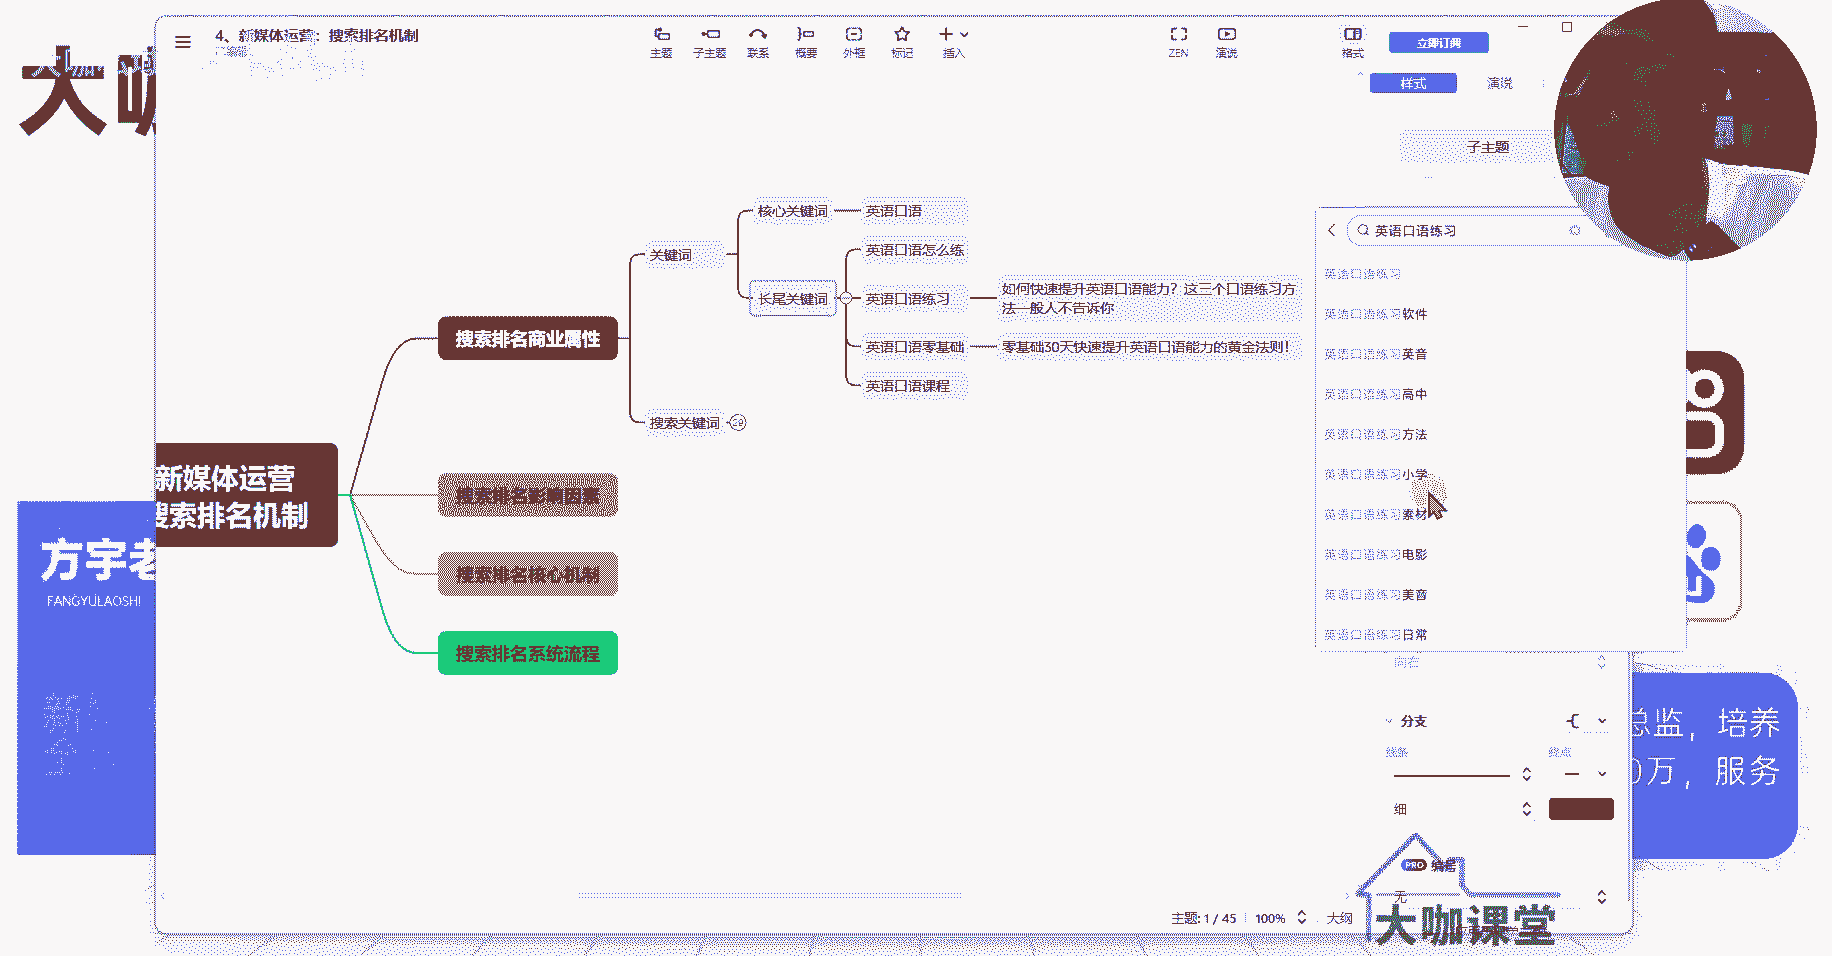 大咖
4、新媒体运营：搜索排名机制
已编辑
主题
子主题
联系
概要
外框
标记
插入
ZEN
演说
格式
立即订阅
样式
演说
子主题
新媒体运营
搜索排名机制
搜索排名商业属性
搜索排名影响因素
搜索排名核心机制
搜索排名系统流程
关键词
核心关键词
英语口语
长尾关键词
英语口语怎么练
英语口语练习
如何快速提升英语口语能力？这三个口语练习方
法一般人不告诉你
英语口语零基础
零基础30天快速提升英语口语能力的黄金法则！
英语口语课程
搜索关键词
29
英语口语练习
英语口语练习
英语口语练习软件
英语口语练习英音
英语口语练习高中
英语口语练习方法
英语口语练习小学
英语口语练习素材
英语口语练习电影
英语口语练习美音
英语口语练习日常
分支
线条
终点
细
PRO 编号
无
主题: 1 / 45
100%
大纲
方宇老
FANGYULAOSHI
总监，培养
0万，服务
大咖课堂